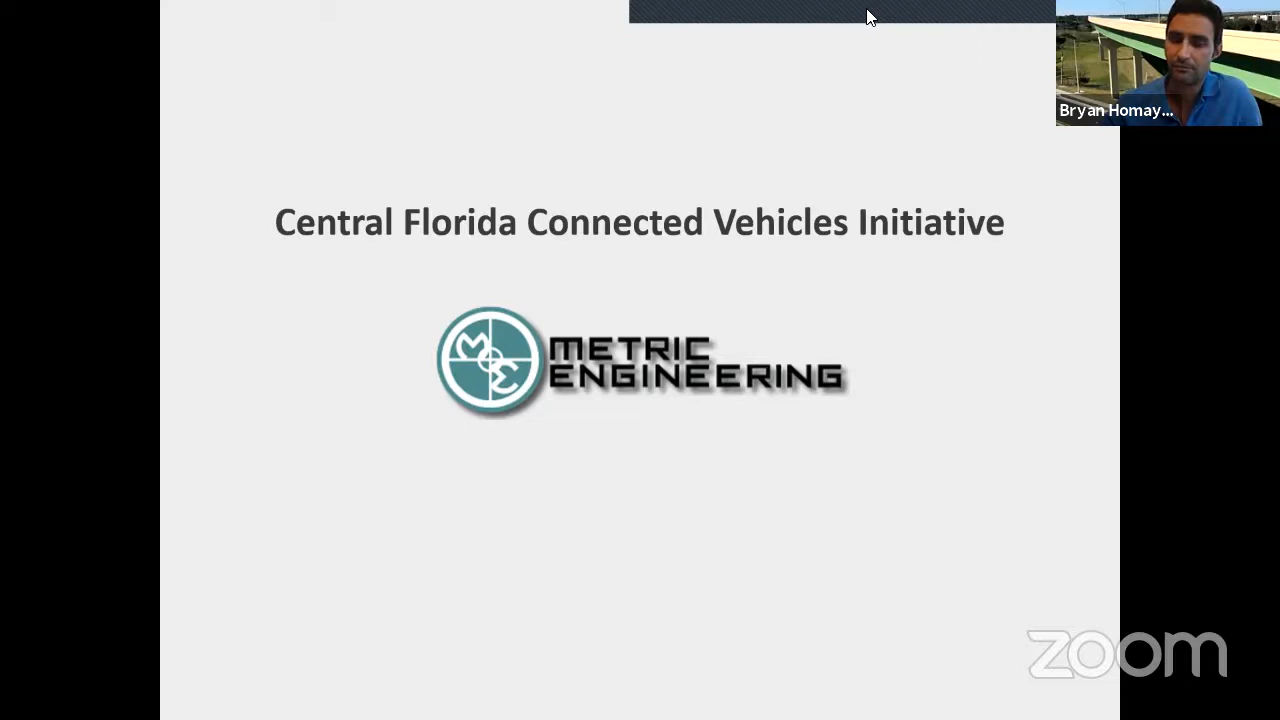 Bryan Homay...
Central Florida Connected Vehicles Initiative
METRIC
ENGINEERING
zoom